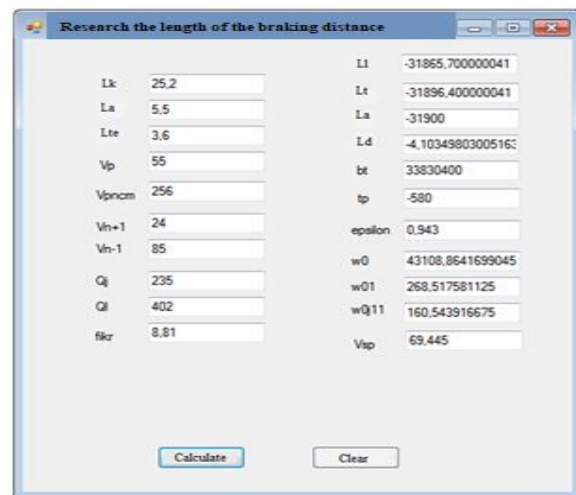 Research the length of the braking distance
Lk 25,2
La 5,5
Lte 3,6
Vp 55
Vpncm 256
Vn+1 24
Vn-1 85
Qj 235
Ql 402
fikr 8,81
Ll -31865,700000041
Lt -31896,400000041
La -31900
Ld -4,10349803005163
bt 33830400
tp -580
epsilon 0,943
w0 43108,8641699045
w01 268,517581125
w0j11 160,543916675
Vsp 69,445
Calculate Clear